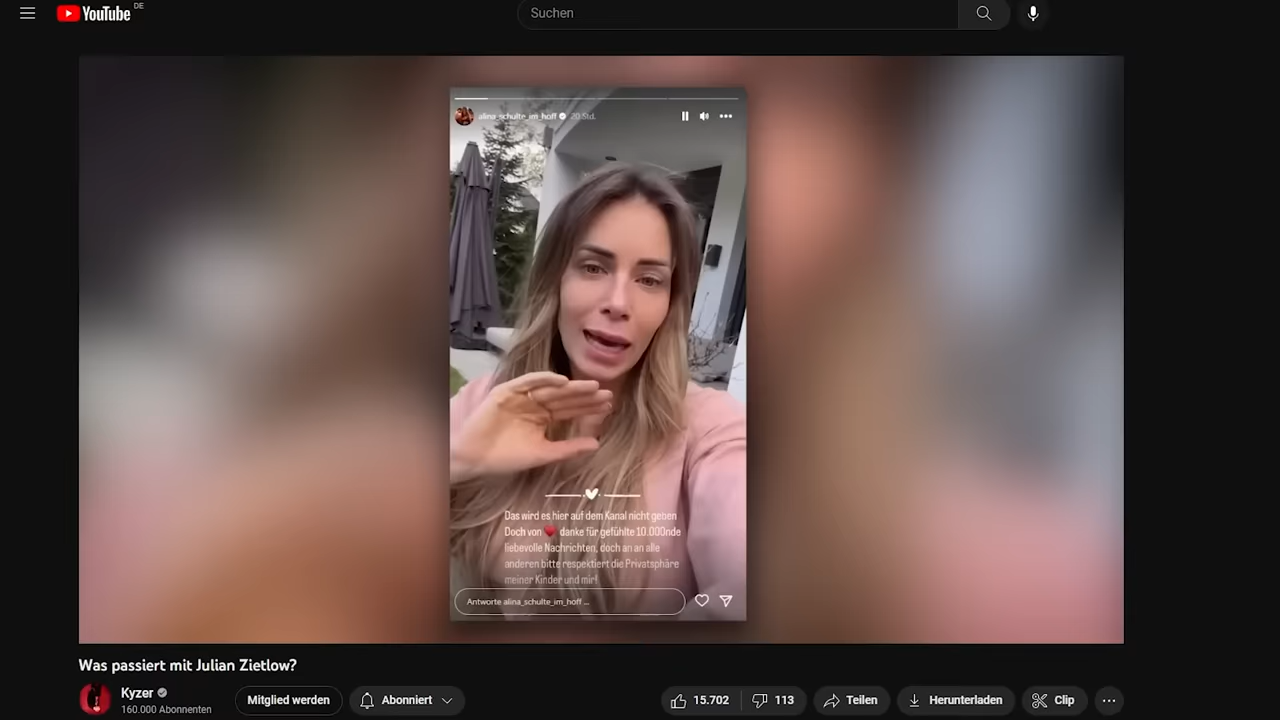 YouTube DE
Suchen
alina_schulte_im_hoff 20 Std.
Das wird es hier auf dem Kanal nicht geben
Doch von ❤️ danke für gefühlte 10.000nde
liebevolle Nachrichten, doch an an alle
anderen bitte respektiert die Privatsphäre
meiner Kinder und mir!
Antworte alina_schulte_im_hoff ...
Was passiert mit Julian Zietlow?
Kyzer
160.000 Abonnenten
Mitglied werden
Abonniert
15.702
113
Teilen
Herunterladen
Clip